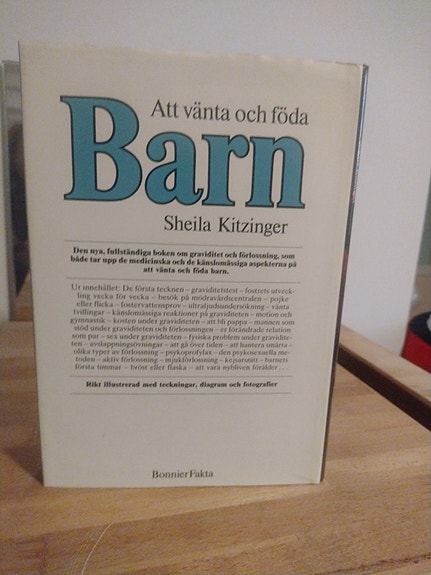 Att vänta och föda
Barn
Sheila Kitzinger
Den nya, fullständiga boken om graviditet och förlossning, som
både tar upp de medicinska och de känslomässiga aspekterna på
att vänta och föda barn.
Ur innehållet: De första tecknen – graviditetstest – fostrets utveck-
ling vecka för vecka – besök på mödravårdscentralen – pojke
eller flicka – fostervattenprov – ultraljudundersökning – vänta
tvillingar – känslomässiga reaktioner på graviditeten – motion och
gymnastik – kosten under graviditeten – att bli pappa – mannen som
stöd under graviditeten och förlossningen – er förändrade relation
som par – sex under graviditeten – fysiska problem under gravidite-
ten – avslappningsövningar – att gå över tiden – att hantera smärta –
olika typer av förlossning – psykoprofylax – den psykosexuella me-
toden – aktiv förlossning – mjukförlossning – kejsarsnitt – barnets
första timmar – bröst eller flaska – att vara nybliven förälder . . .
Rikt illustrerad med teckningar, diagram och fotografier
BonnierFakta